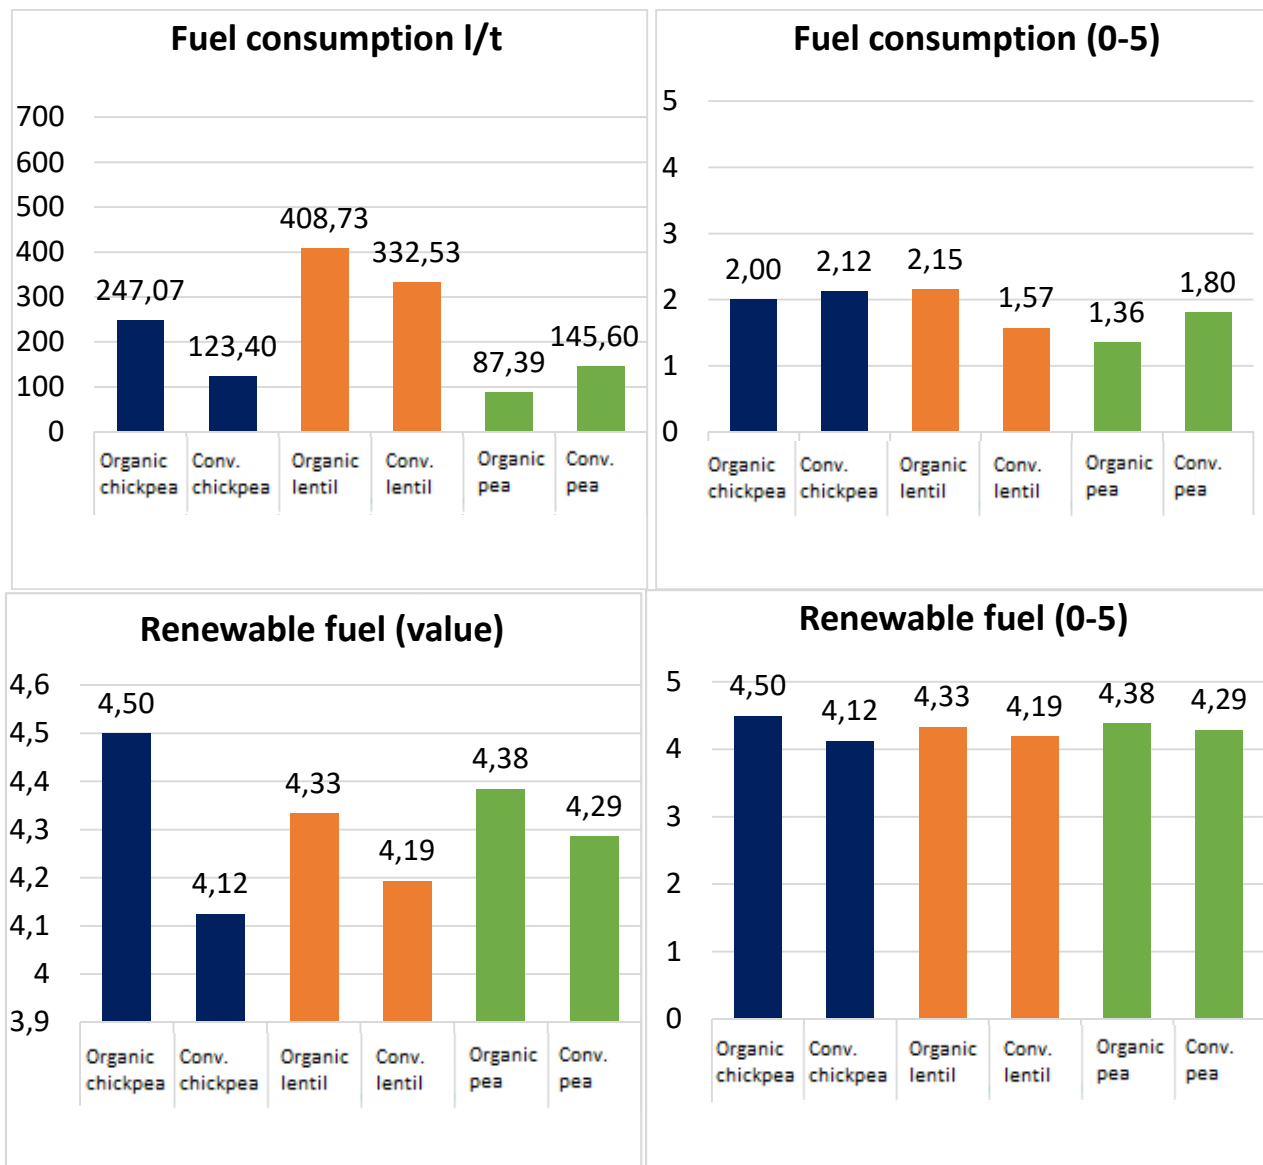 Fuel consumption l/t
700
600
500
400
300
200
100
0
247,07
123,40
408,73
332,53
87,39
145,60
Organic chickpea
Conv. chickpea
Organic lentil
Conv. lentil
Organic pea
Conv. pea
Fuel consumption (0-5)
5
4
3
2
1
0
2,00
2,12
2,15
1,57
1,36
1,80
Organic chickpea
Conv. chickpea
Organic lentil
Conv. lentil
Organic pea
Conv. pea
Renewable fuel (value)
4,6
4,5
4,4
4,3
4,2
4,1
4
3,9
4,50
4,12
4,33
4,19
4,38
4,29
Organic chickpea
Conv. chickpea
Organic lentil
Conv. lentil
Organic pea
Conv. pea
Renewable fuel (0-5)
5
4
3
2
1
0
4,50
4,12
4,33
4,19
4,38
4,29
Organic chickpea
Conv. chickpea
Organic lentil
Conv. lentil
Organic pea
Conv. pea